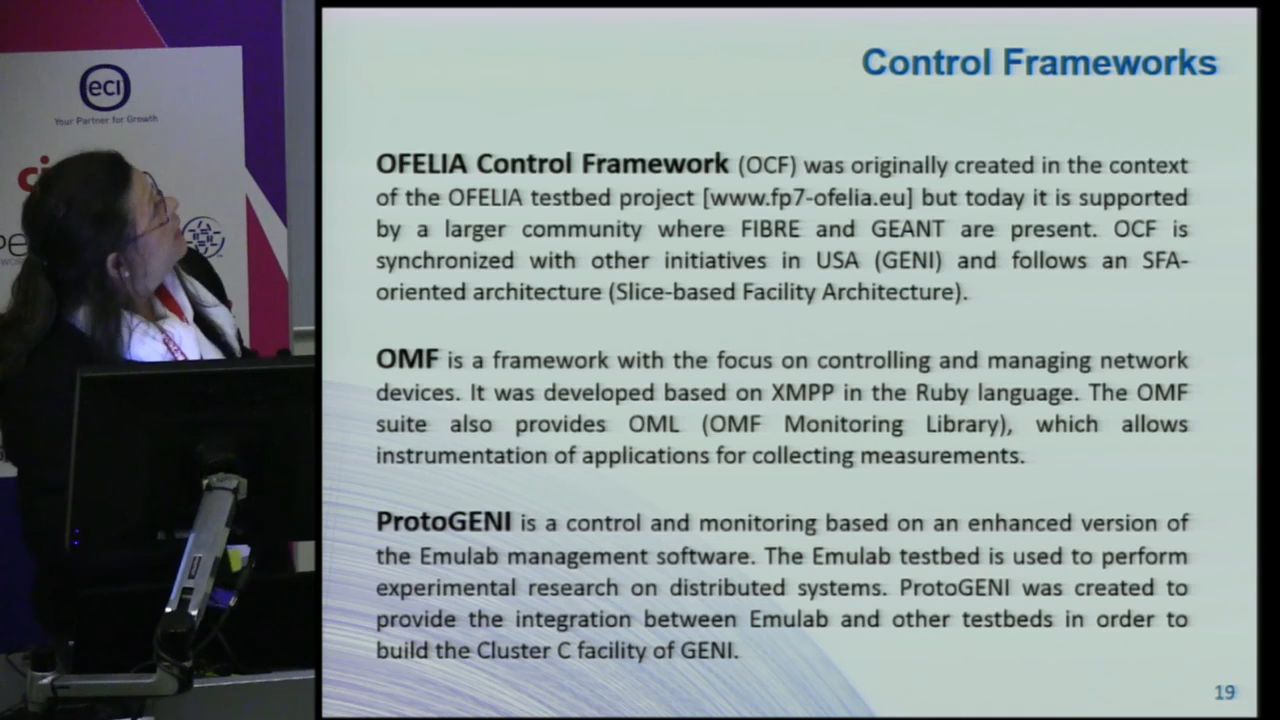 eci
Your Partner for Growth
Control Frameworks
OFELIA Control Framework (OCF) was originally created in the context
of the OFELIA testbed project [www.fp7-ofelia.eu] but today it is supported
by a larger community where FIBRE and GEANT are present. OCF is
synchronized with other initiatives in USA (GENI) and follows an SFA-
oriented architecture (Slice-based Facility Architecture).
OMF is a framework with the focus on controlling and managing network
devices. It was developed based on XMPP in the Ruby language. The OMF
suite also provides OML (OMF Monitoring Library), which allows
instrumentation of applications for collecting measurements.
ProtoGENI is a control and monitoring based on an enhanced version of
the Emulab management software. The Emulab testbed is used to perform
experimental research on distributed systems. ProtoGENI was created to
provide the integration between Emulab and other testbeds in order to
build the Cluster C facility of GENI.
19